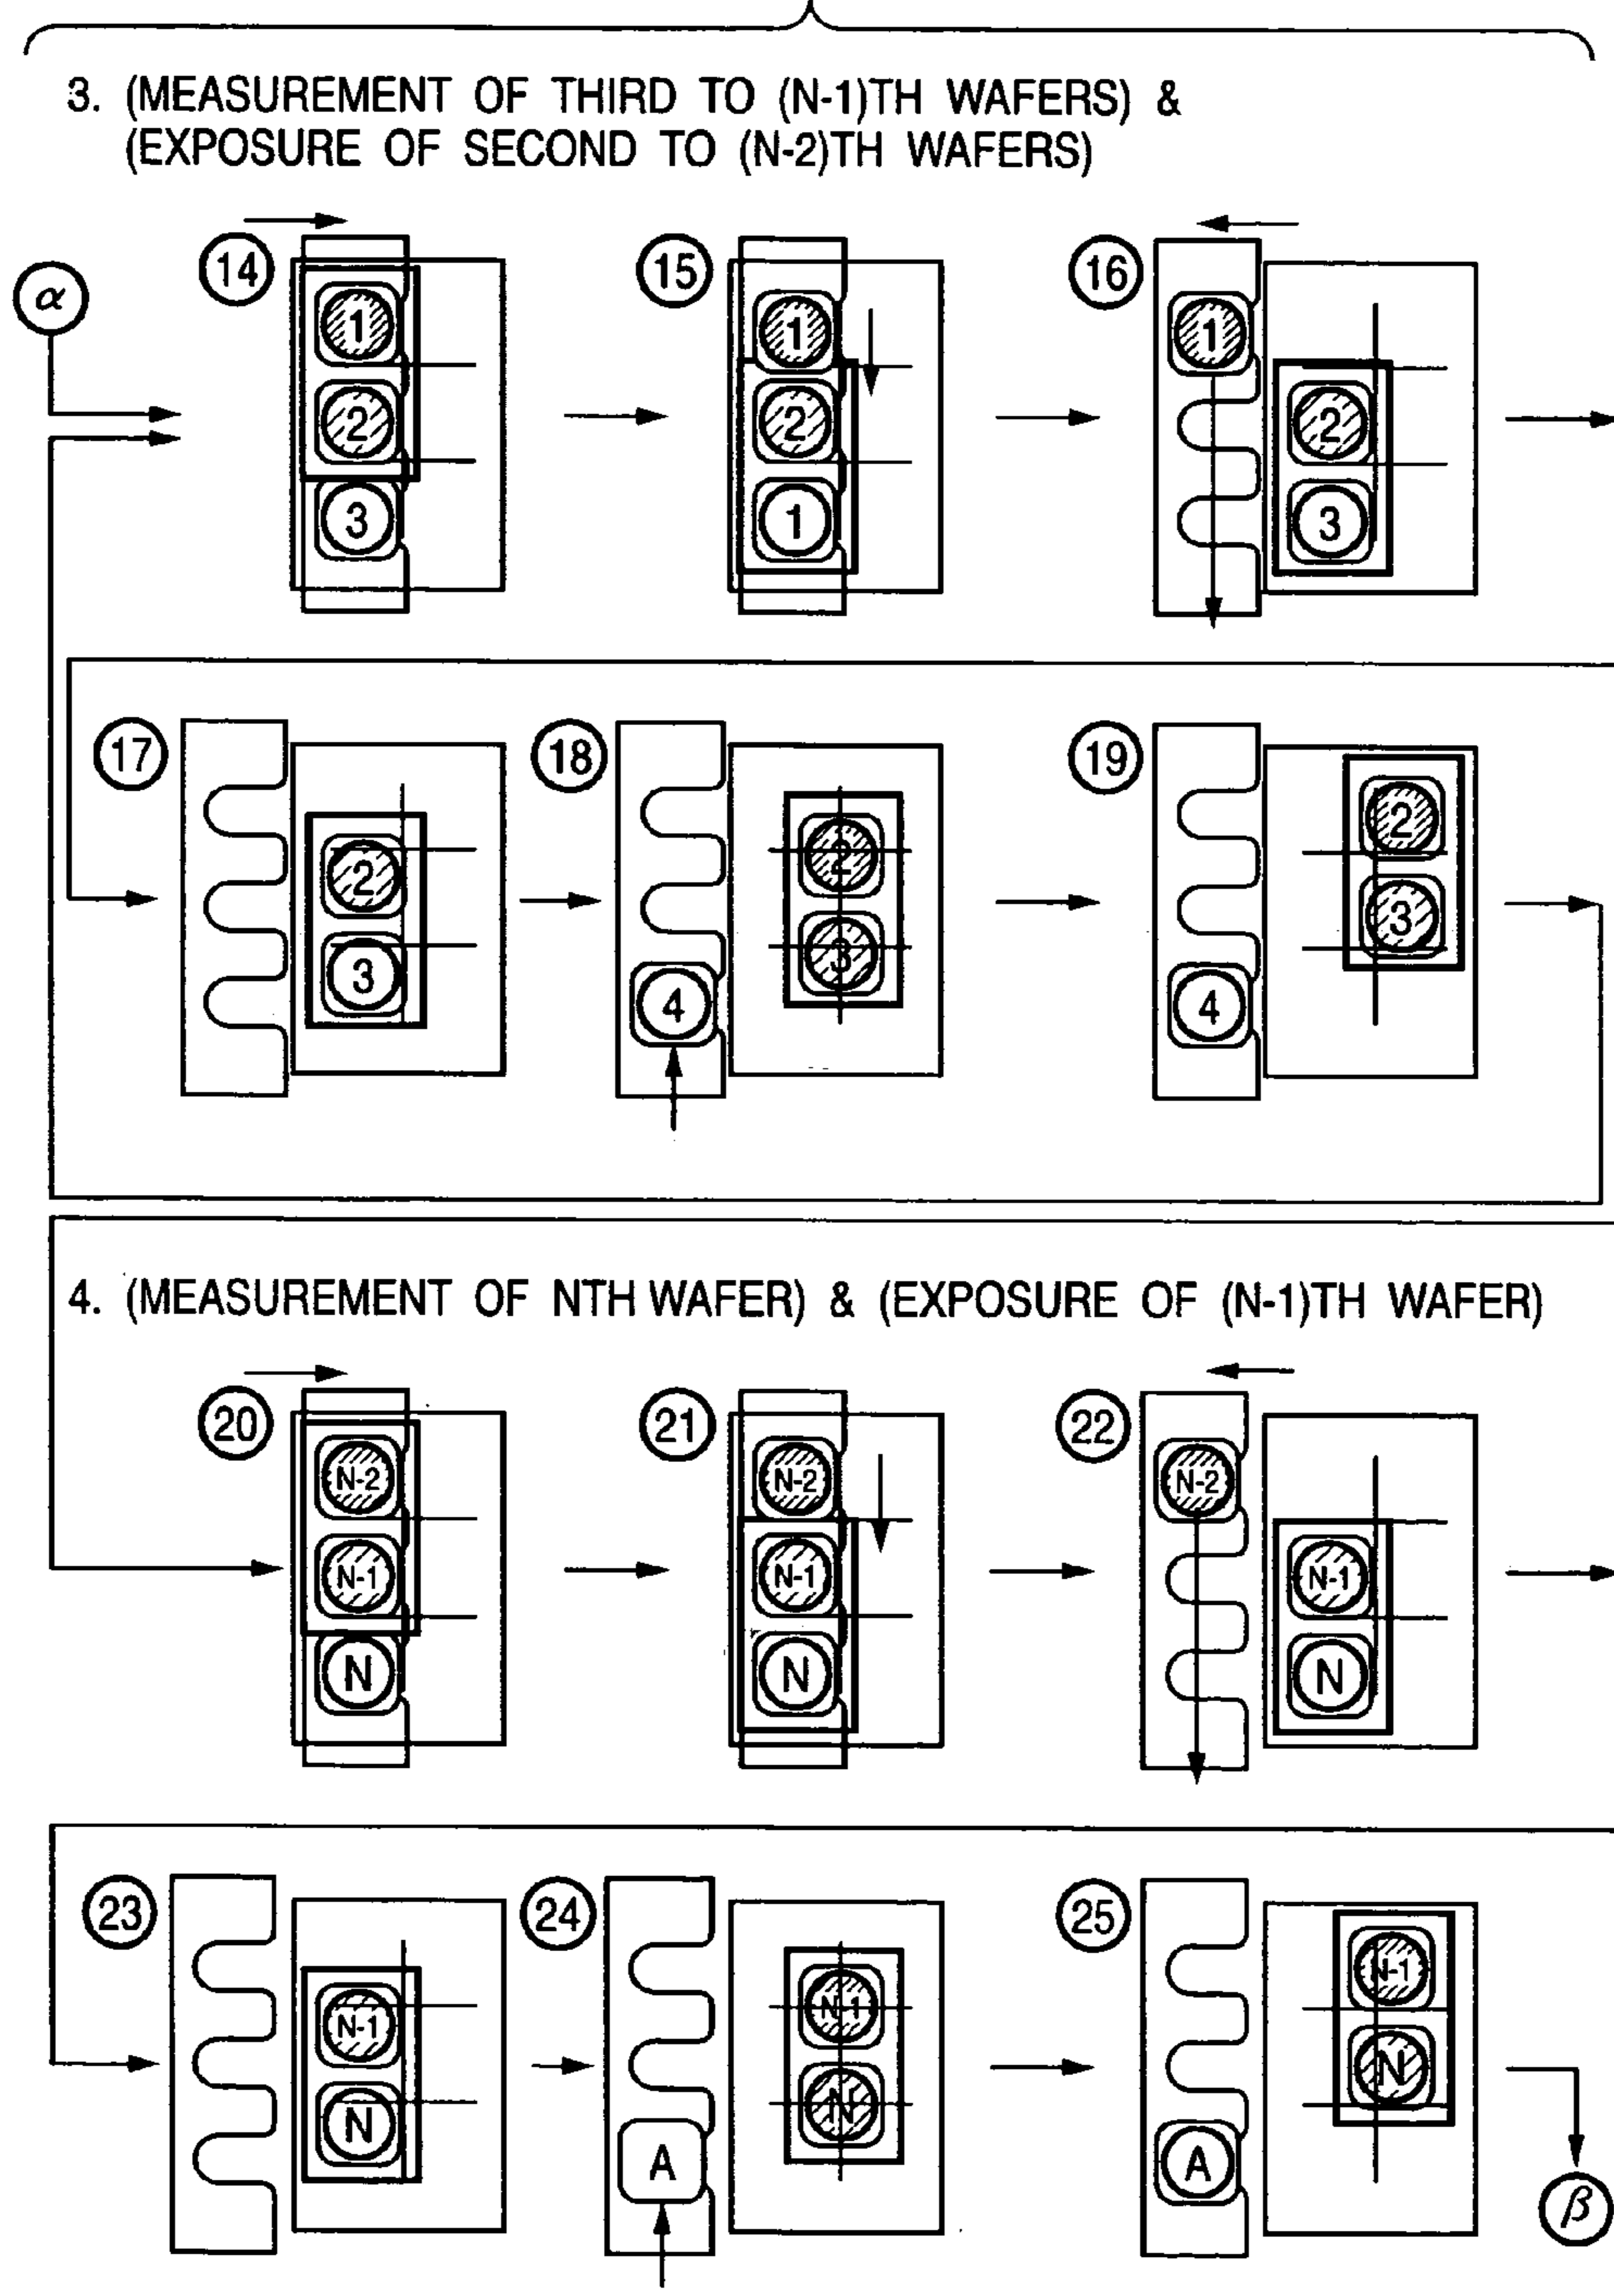 3. (MEASUREMENT OF THIRD TO (N-1)TH WAFERS) &
(EXPOSURE OF SECOND TO (N-2)TH WAFERS)
α
14
1
2
3
15
1
2
1
16
1
2
3
17
2
3
18
2
3
4
19
2
3
4
4. (MEASUREMENT OF NTH WAFER) & (EXPOSURE OF (N-1)TH WAFER)
20
N-2
N-1
N
21
N-2
N-1
N
22
N-2
N-1
N
23
N-1
N
24
N-1
N
A
25
N-1
N
A
β